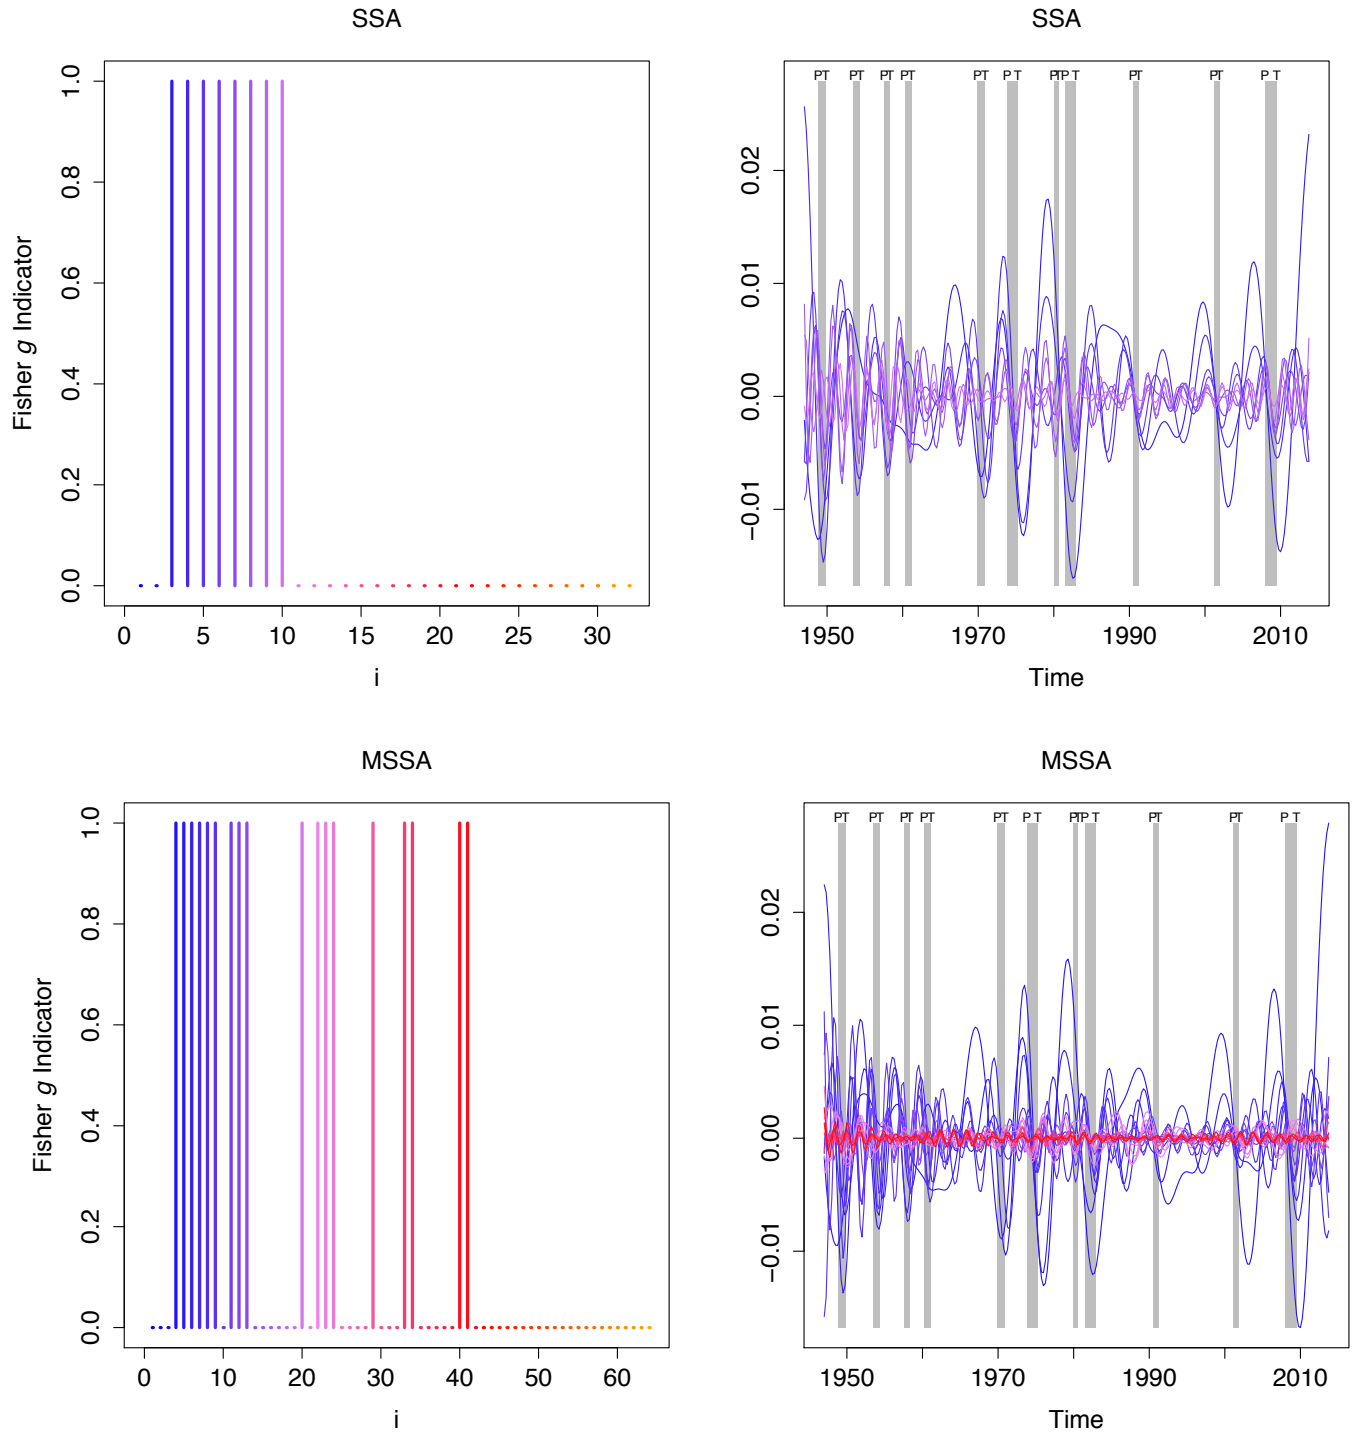 SSA
Fisher g Indicator
0.0 0.2 0.4 0.6 0.8 1.0
0 5 10 15 20 25 30
i
SSA
PT PT PT PT PT P T PTP T PT PT P T
−0.01 0.00 0.01 0.02
1950 1970 1990 2010
Time
MSSA
Fisher g Indicator
0.0 0.2 0.4 0.6 0.8 1.0
0 10 20 30 40 50 60
i
MSSA
PT PT PT PT PT P T PTP T PT PT P T
−0.01 0.00 0.01 0.02
1950 1970 1990 2010
Time